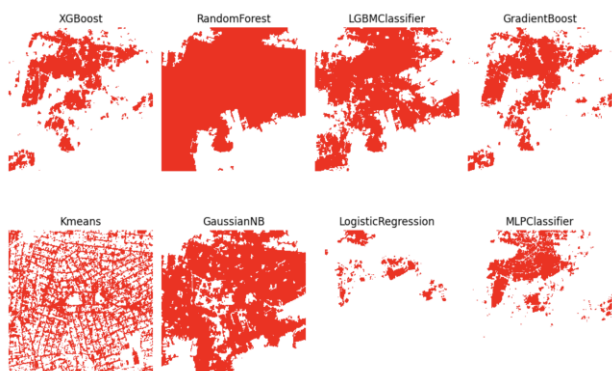 XGBoost
RandomForest
LGBMClassifier
GradientBoost
Kmeans
GaussianNB
LogisticRegression
MLPClassifier